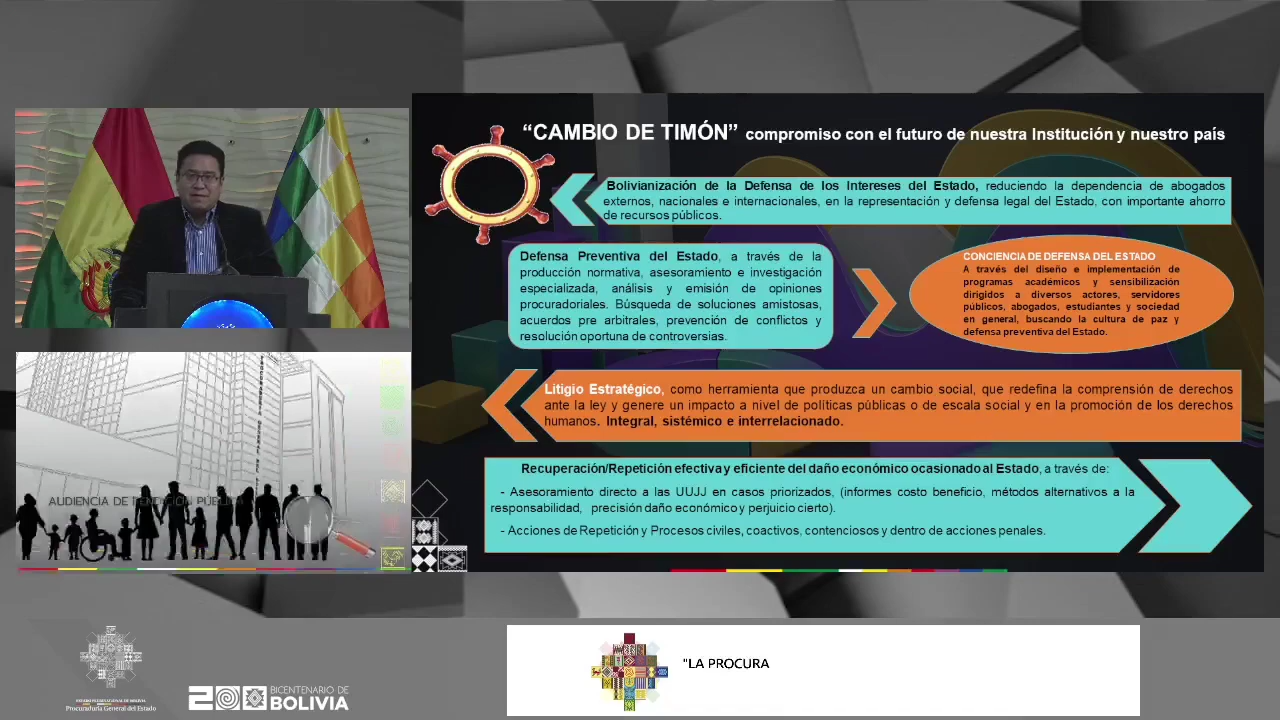 “CAMBIO DE TIMÓN” compromiso con el futuro de nuestra Institución y nuestro país
Bolivianización de la Defensa de los Intereses del Estado, reduciendo la dependencia de abogados
externos, nacionales e internacionales, en la representación y defensa legal del Estado, con importante ahorro
de recursos públicos.
Defensa Preventiva del Estado, a través de la
producción normativa, asesoramiento e investigación
especializada, análisis y emisión de opiniones
procuradoriales. Búsqueda de soluciones amistosas,
acuerdos pre arbitrales, prevención de conflictos y
resolución oportuna de controversias.
CONCIENCIA DE DEFENSA DEL ESTADO
A través del diseño e implementación de
programas académicos y sensibilización
dirigidos a diversos actores, servidores
públicos, abogados, estudiantes y sociedad
en general, buscando la cultura de paz y
defensa preventiva del Estado.
Litigio Estratégico, como herramienta que produzca un cambio social, que redefina la comprensión de derechos
ante la ley y genere un impacto a nivel de políticas públicas o de escala social y en la promoción de los derechos
humanos. Integral, sistémico e interrelacionado.
Recuperación/Repetición efectiva y eficiente del daño económico ocasionado al Estado, a través de:
- Asesoramiento directo a las UUJJ en casos priorizados, (informes costo beneficio, métodos alternativos a la
responsabilidad, precisión daño económico y perjuicio cierto).
- Acciones de Repetición y Procesos civiles, coactivos, contenciosos y dentro de acciones penales.
AUDIENCIA DE RENDICIÓN PÚBLICA
ESTADO PLURINACIONAL DE BOLIVIA
Procuraduría General del Estado
200 BICENTENARIO DE
BOLIVIA
"LA PROCURA